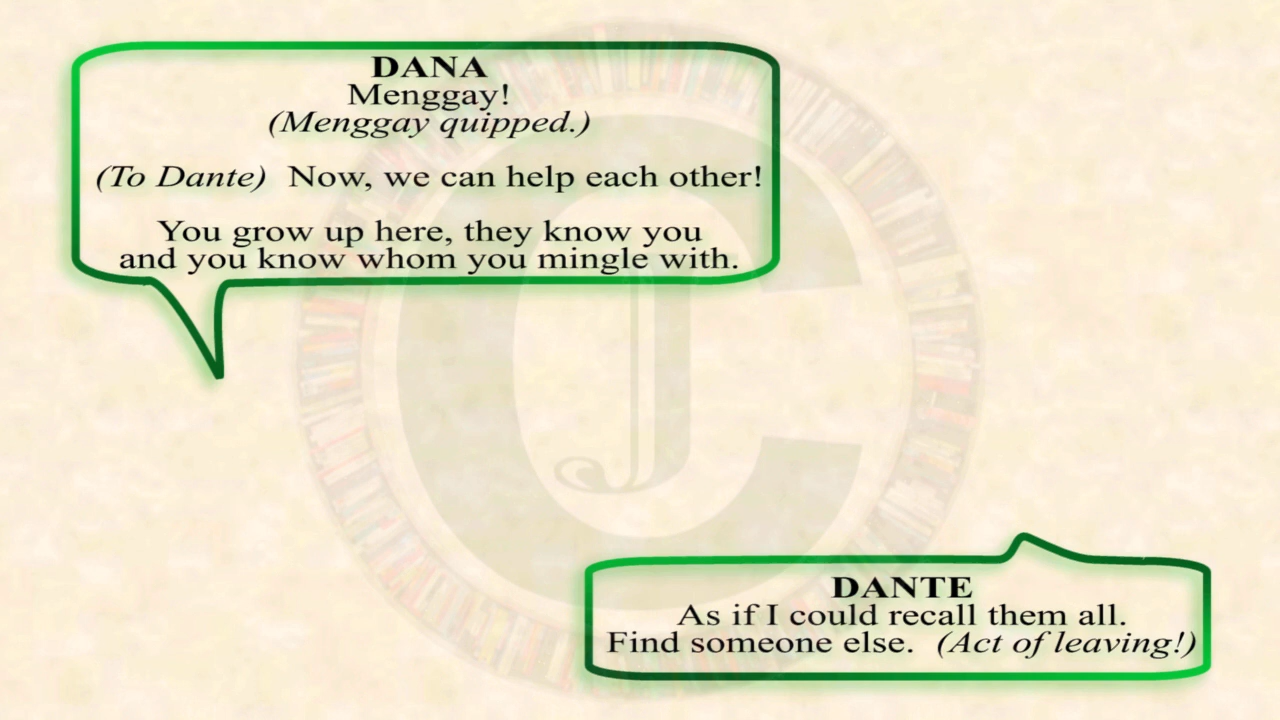 DANA
Menggay!
(Menggay quipped.)
(To Dante) Now, we can help each other!
You grow up here, they know you
and you know whom you mingle with.
DANTE
As if I could recall them all.
Find someone else. (Act of leaving!)